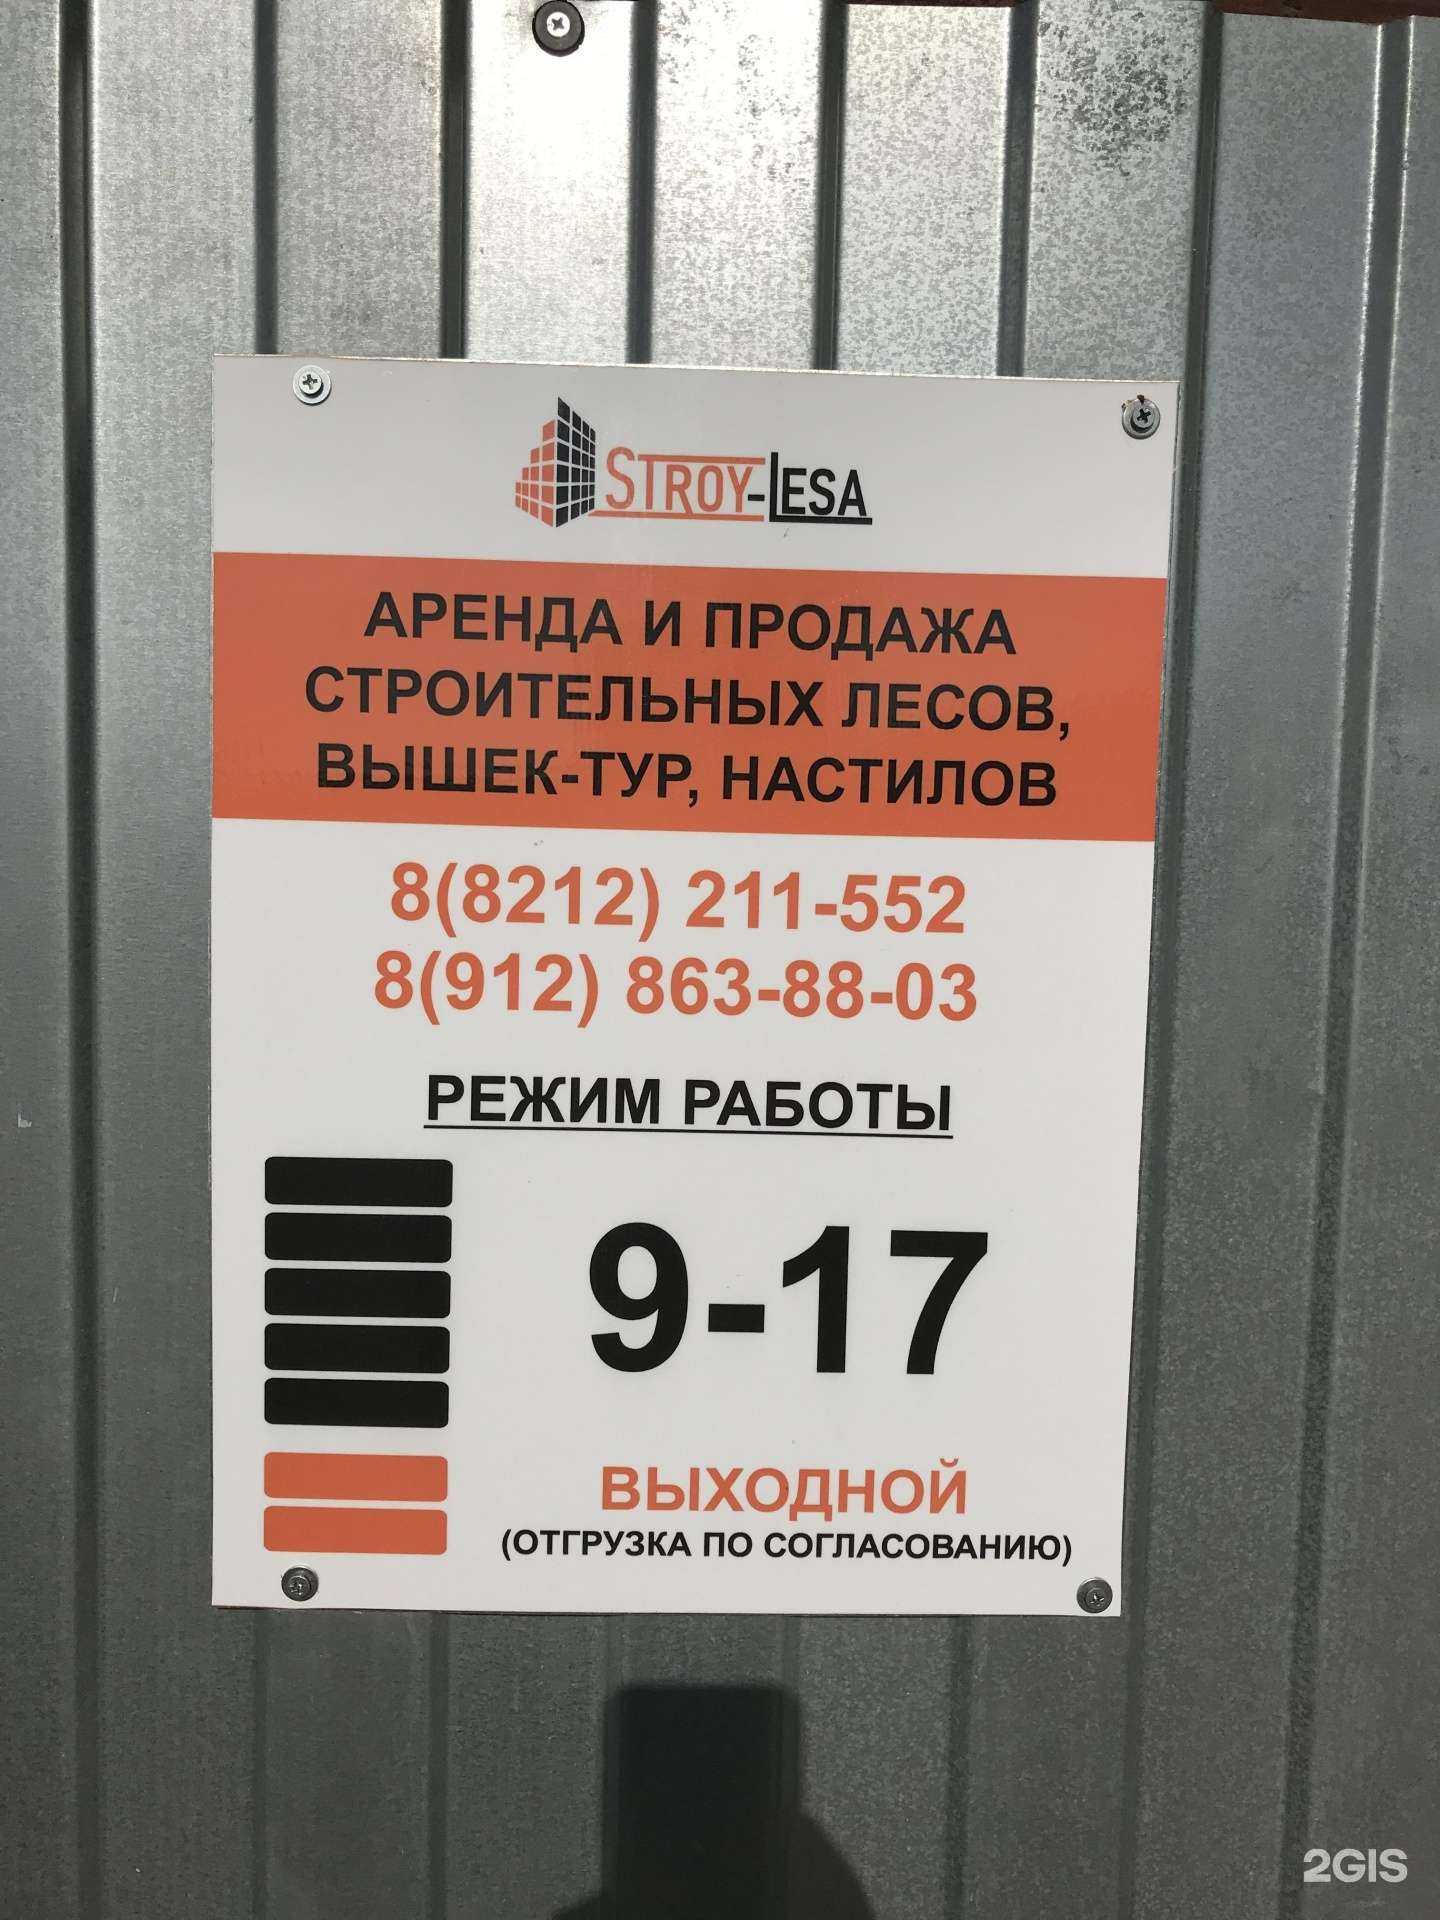 STROY-LESA
АРЕНДА И ПРОДАЖА
СТРОИТЕЛЬНЫХ ЛЕСОВ,
ВЫШЕК-ТУР, НАСТИЛОВ
8(8212) 211-552
8(912) 863-88-03
РЕЖИМ РАБОТЫ
9-17
ВЫХОДНОЙ
(ОТГРУЗКА ПО СОГЛАСОВАНИЮ)
2GIS